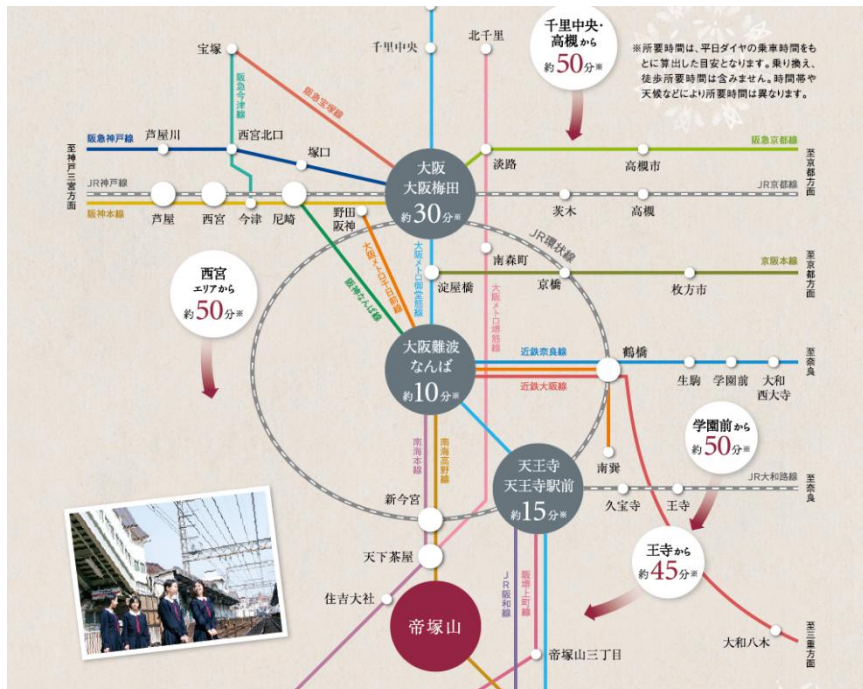 千里中央
北千里
宝塚
千里中央・
高槻から
約50分※
※所要時間は、平日ダイヤの乗車時間をも
とに算出した目安となります。乗り換え、
徒歩所要時間は含みません。時間帯や
天候などにより所要時間は異なります。
阪急今津線
阪急宝塚線
至神戸三宮方面
阪急神戸線
芦屋川
西宮北口
塚口
淡路
高槻市
阪急京都線
至京都方面
大阪
大阪梅田
約30分※
JR神戸線
JR京都線
阪神本線
芦屋
西宮
今津
尼崎
野田
阪神
茨木
高槻
JR環状線
西宮
エリアから
約50分※
阪神なんば線
大阪メトロ千日前線
大阪メトロ御堂筋線
大阪メトロ堺筋線
淀屋橋
南森町
京橋
枚方市
京阪本線
至京都方面
大阪難波
なんば
約10分※
近鉄奈良線
近鉄大阪線
鶴橋
生駒
学園前
大和
西大寺
至奈良
学園前から
約50分※
南海本線
南海高野線
天王寺
天王寺駅前
約15分※
南巽
JR大和路線
久宝寺
王寺
至奈良
新今宮
天下茶屋
王寺から
約45分※
住吉大社
帝塚山
JR阪和線
阪堺上町線
帝塚山三丁目
大和八木
至三重方面